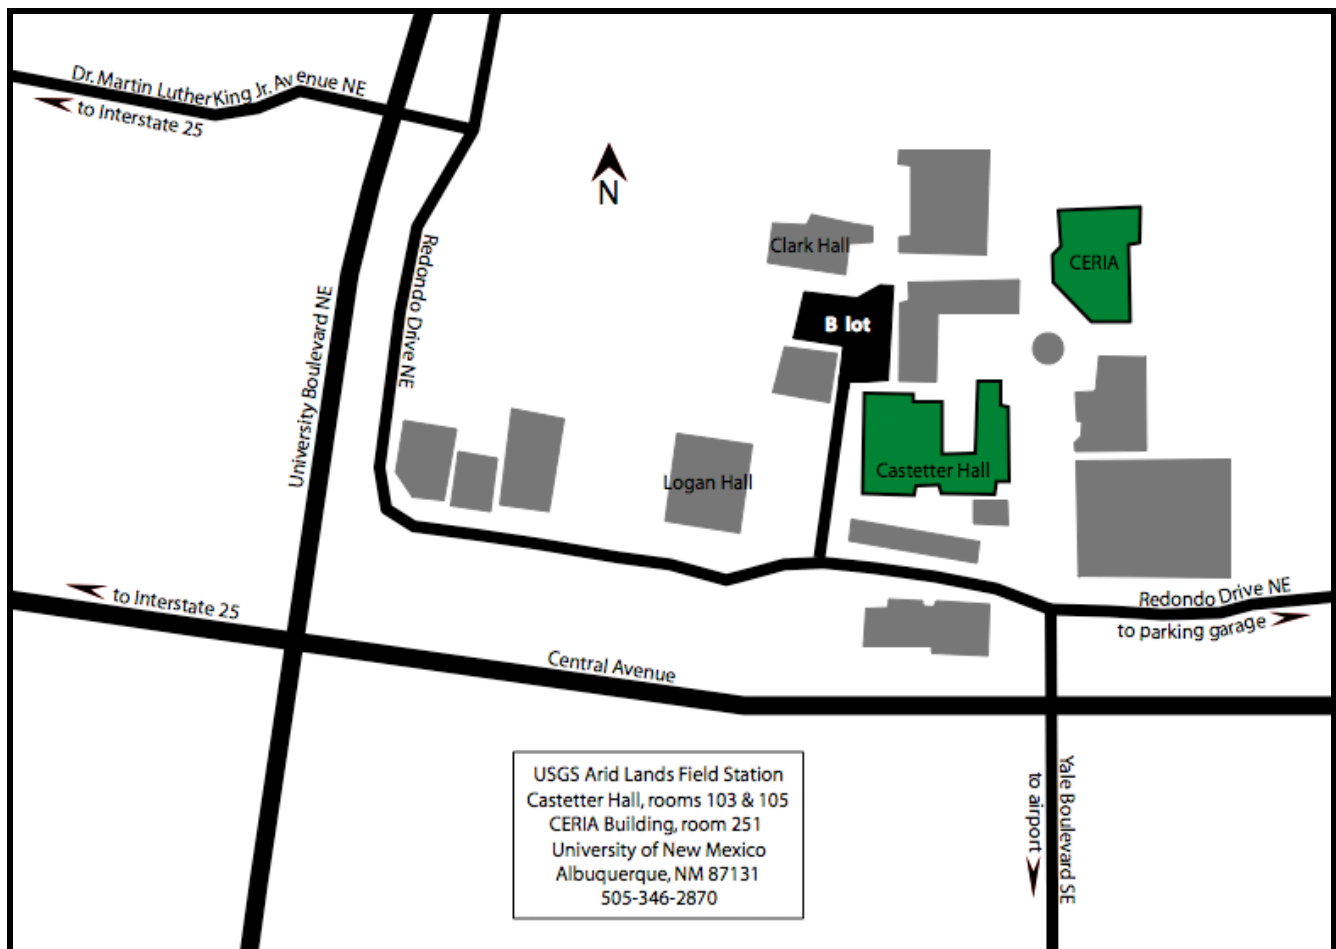 Dr. Martin Luther King Jr. Avenue NE
to Interstate 25
N
Clark Hall
CERIA
Redondo Drive NE
University Boulevard NE
B lot
Castetter Hall
Logan Hall
to Interstate 25
Redondo Drive NE
to parking garage
Central Avenue
Yale Boulevard SE
to airport
USGS Arid Lands Field Station
Castetter Hall, rooms 103 & 105
CERIA Building, room 251
University of New Mexico
Albuquerque, NM 87131
505-346-2870